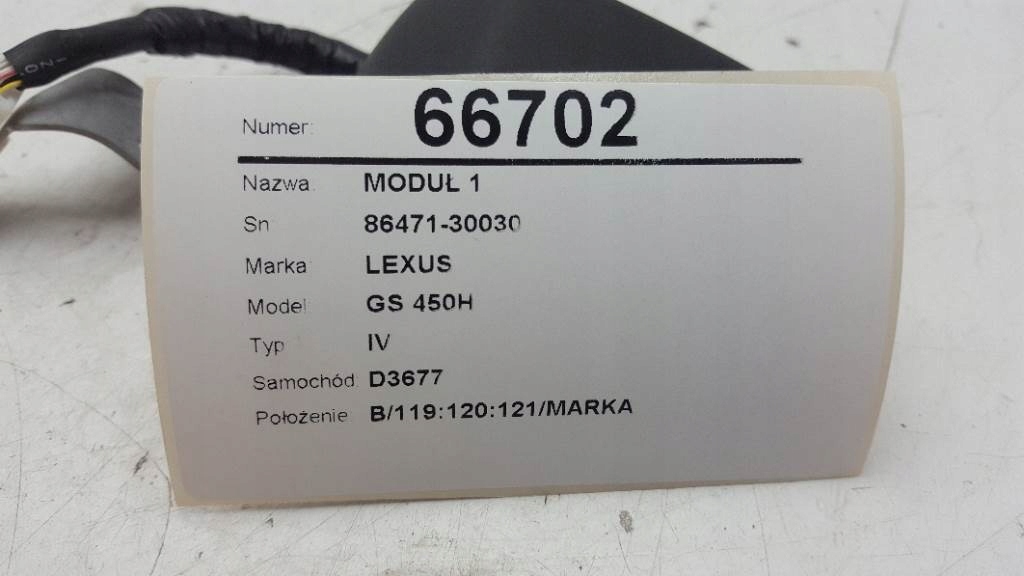 Numer: 66702
Nazwa: MODUŁ 1
Sn 86471-30030
Marka: LEXUS
Model GS 450H
Typ IV
Samochód: D3677
Położenie: B/119:120:121/MARKA